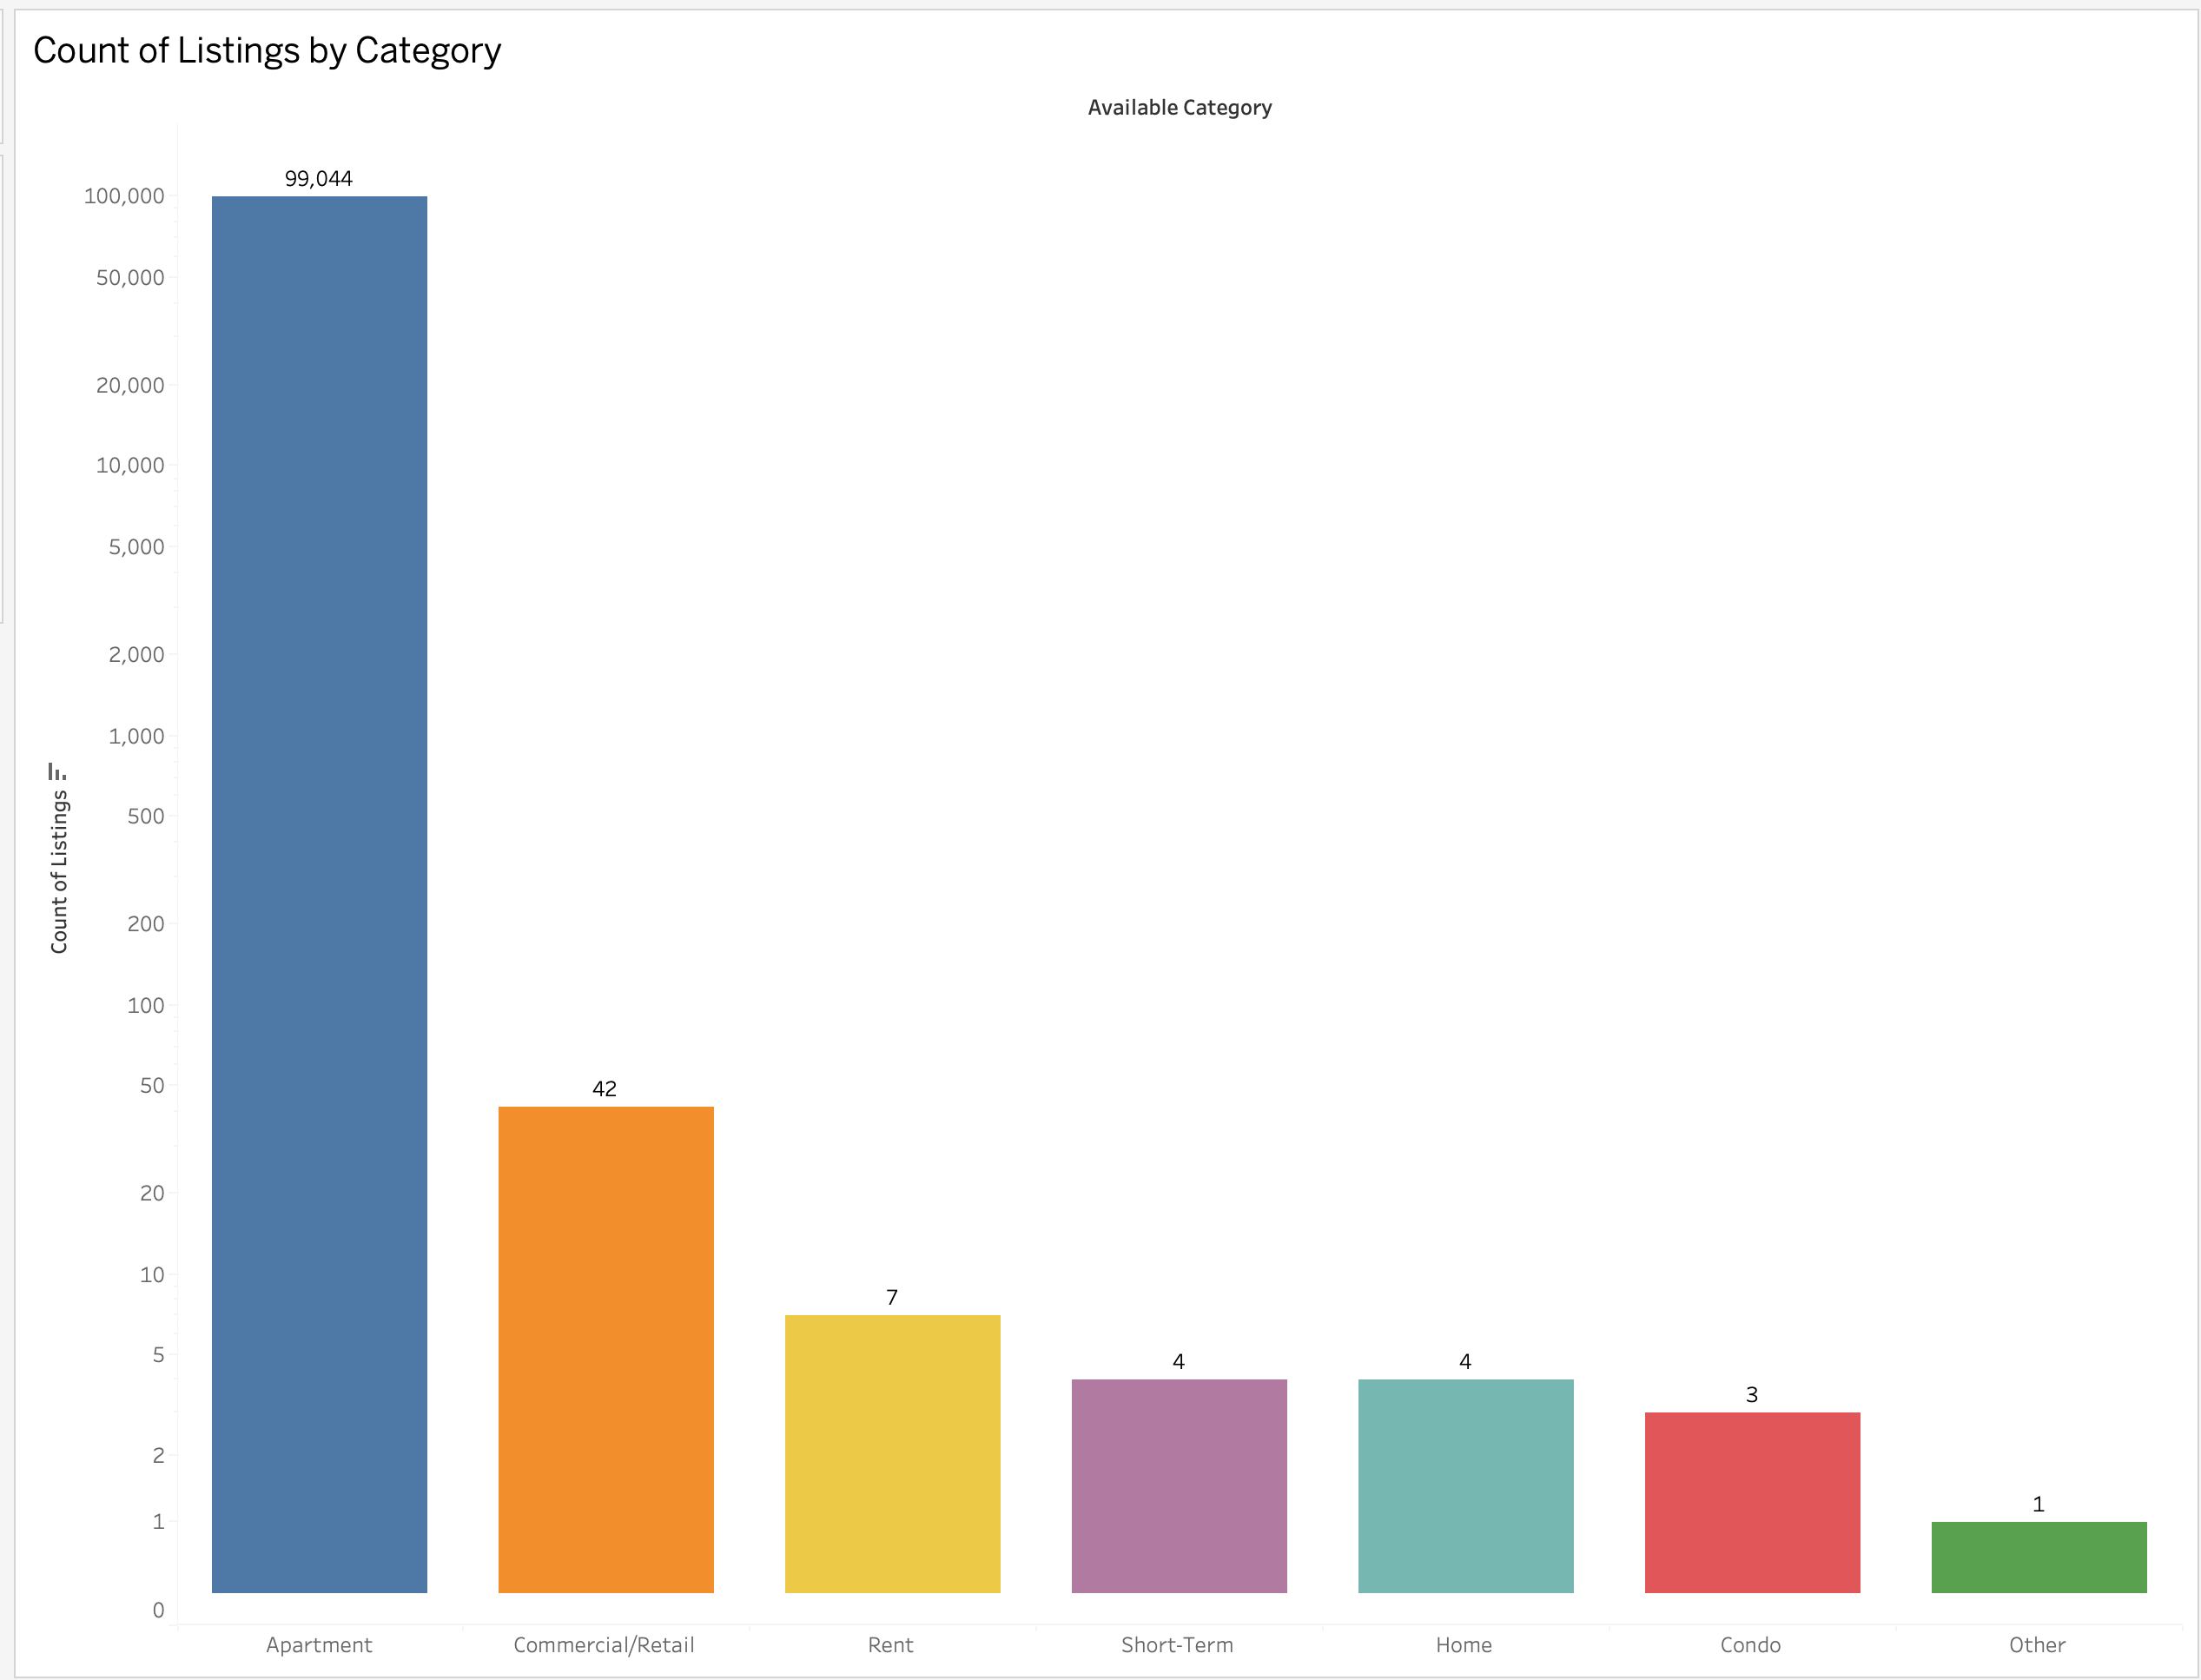 Count of Listings by Category
Available Category
99,044
100,000
50,000
20,000
10,000
5,000
2,000
1,000
500
200
100
50
20
10
5
2
1
0
Count of Listings
42
7
4
4
3
1
Apartment
Commercial/Retail
Rent
Short-Term
Home
Condo
Other